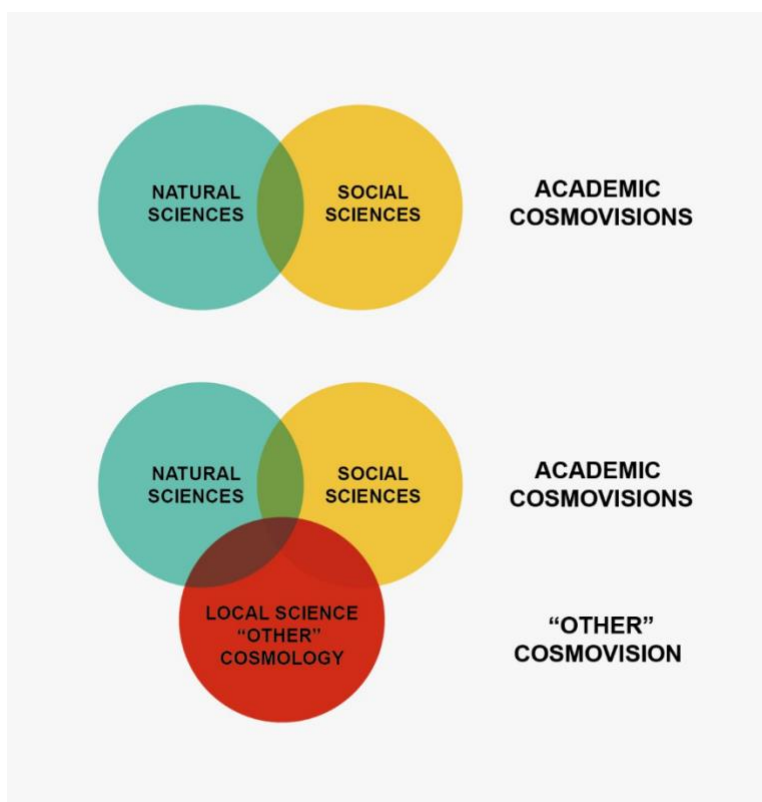 NATURAL
SCIENCES
SOCIAL
SCIENCES
ACADEMIC
COSMOVISIONS
NATURAL
SCIENCES
SOCIAL
SCIENCES
ACADEMIC
COSMOVISIONS
LOCAL SCIENCE
“OTHER”
COSMOLOGY
“OTHER”
COSMOVISION